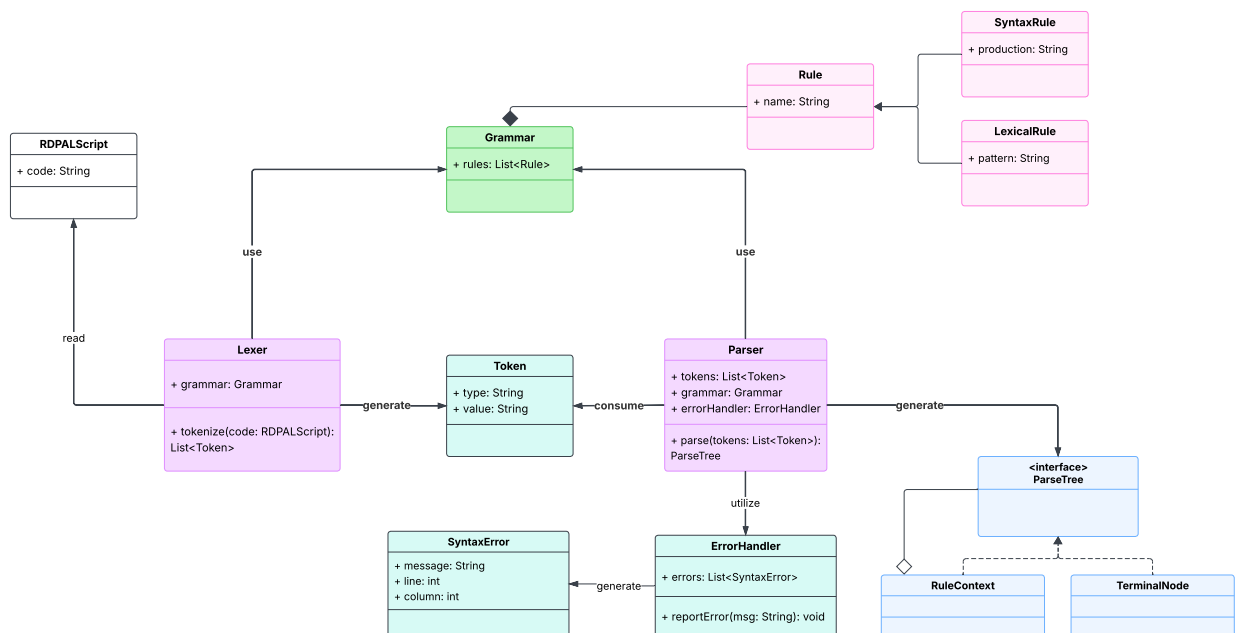 SyntaxRule
+ production: String
Rule
+ name: String
LexicalRule
+ pattern: String
Grammar
+ rules: List<Rule>
RDPALScript
+ code: String
use
use
read
Lexer
+ grammar: Grammar
+ tokenize(code: RDPALScript):
List<Token>
generate
Token
+ type: String
+ value: String
consume
Parser
+ tokens: List<Token>
+ grammar: Grammar
+ errorHandler: ErrorHandler
+ parse(tokens: List<Token>):
ParseTree
generate
<interface>
ParseTree
utilize
SyntaxError
+ message: String
+ line: int
+ column: int
generate
ErrorHandler
+ errors: List<SyntaxError>
+ reportError(msg: String): void
RuleContext
TerminalNode